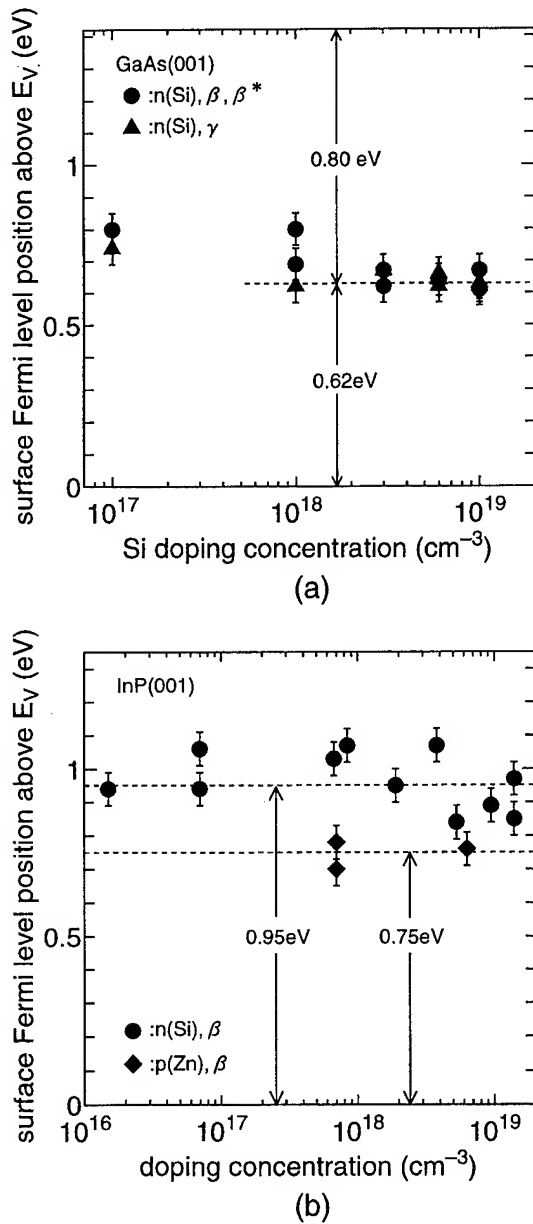 surface Fermi level position above E_V. (eV)
GaAs(001)
● :n(Si), β, β*
▲ :n(Si), γ
0.80 eV
1
0.5
0.62eV
0
10^17
10^18
10^19
Si doping concentration (cm^−3)
(a)
surface Fermi level position above E_V (eV)
InP(001)
1
0.95eV
0.75eV
0.5
● :n(Si), β
◆ :p(Zn), β
0
10^16
10^17
10^18
10^19
doping concentration (cm^−3)
(b)